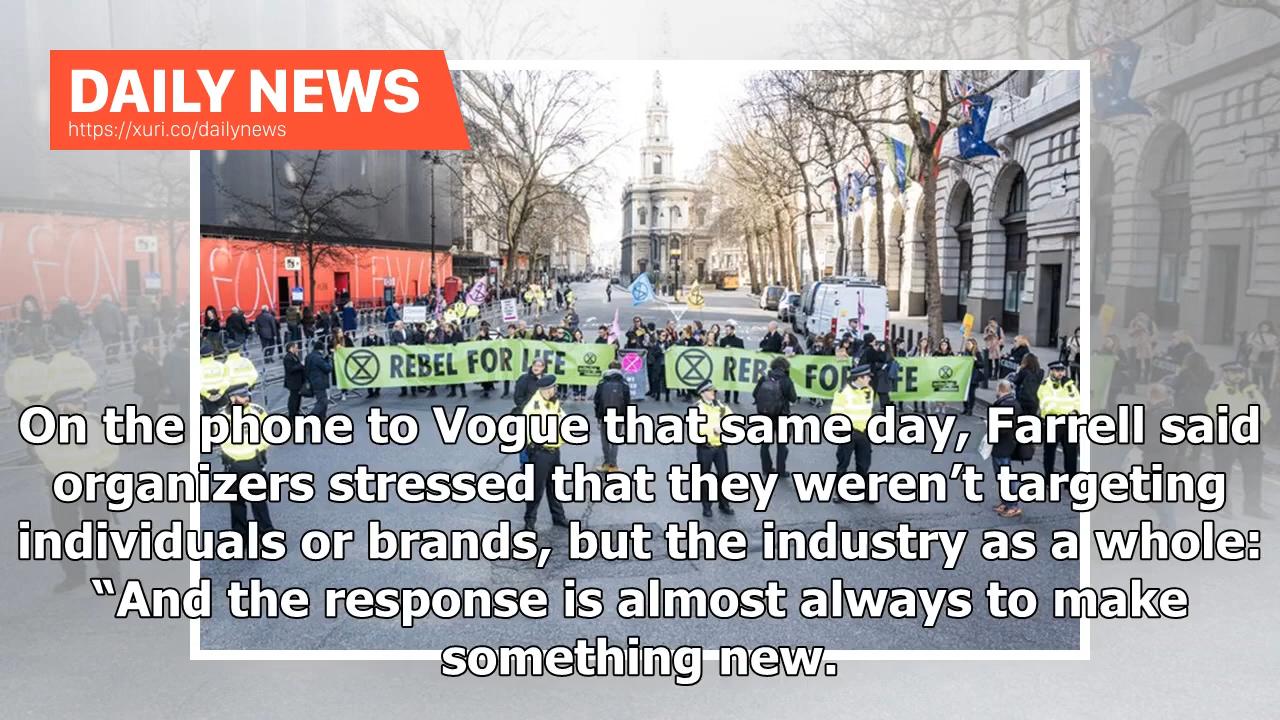 DAILY NEWS
https://xuri.co/dailynews
REBEL FOR LIFE
REB FOR FE
On the phone to Vogue that same day, Farrell said
organizers stressed that they weren’t targeting
individuals or brands, but the industry as a whole:
“And the response is almost always to make
something new.